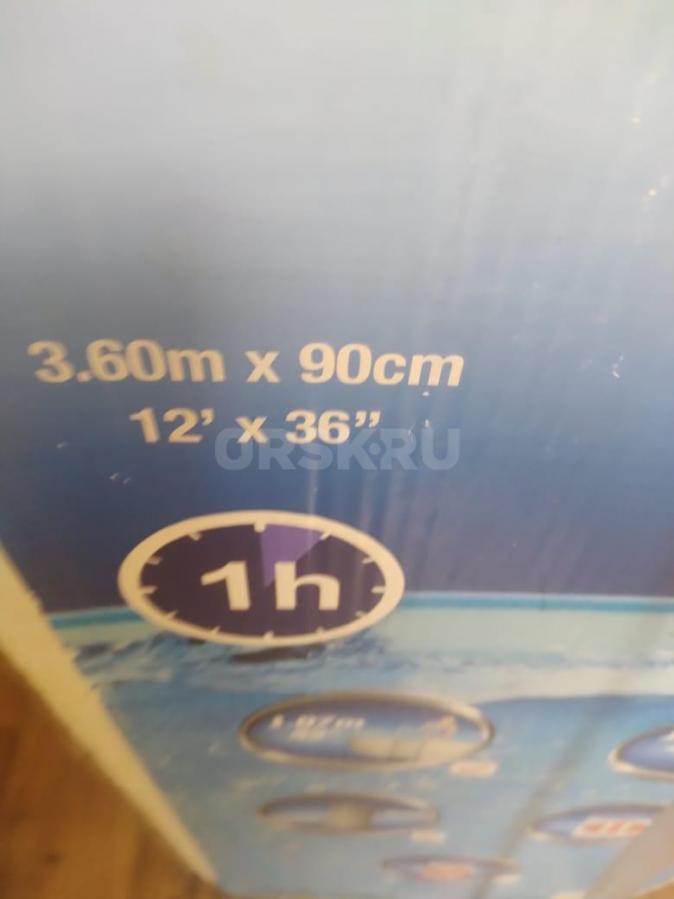 3.60m x 90cm
12' x 36”
ORSK.RU
1h